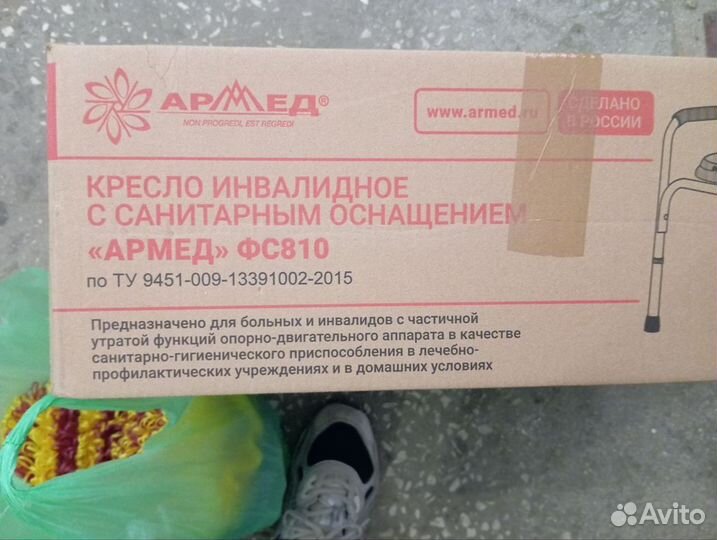 АРМЕД®
NON PROGREDI, EST REGREDI
www.armed.ru
СДЕЛАНО
В РОССИИ
КРЕСЛО ИНВАЛИДНОЕ
С САНИТАРНЫМ ОСНАЩЕНИЕМ
«АРМЕД» ФС810
по ТУ 9451-009-13391002-2015
Предназначено для больных и инвалидов с частичной
утратой функций опорно-двигательного аппарата в качестве
санитарно-гигиенического приспособления в лечебно-
профилактических учреждениях и в домашних условиях
Avito